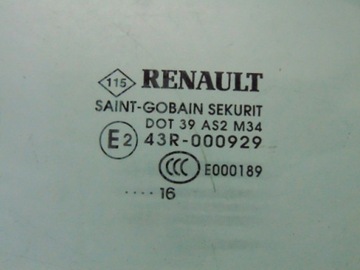 115 RENAULT
SAINT-GOBAIN SEKURIT
DOT 39 AS2 M34
E2 43R-000929
CCC E000189
.... 16